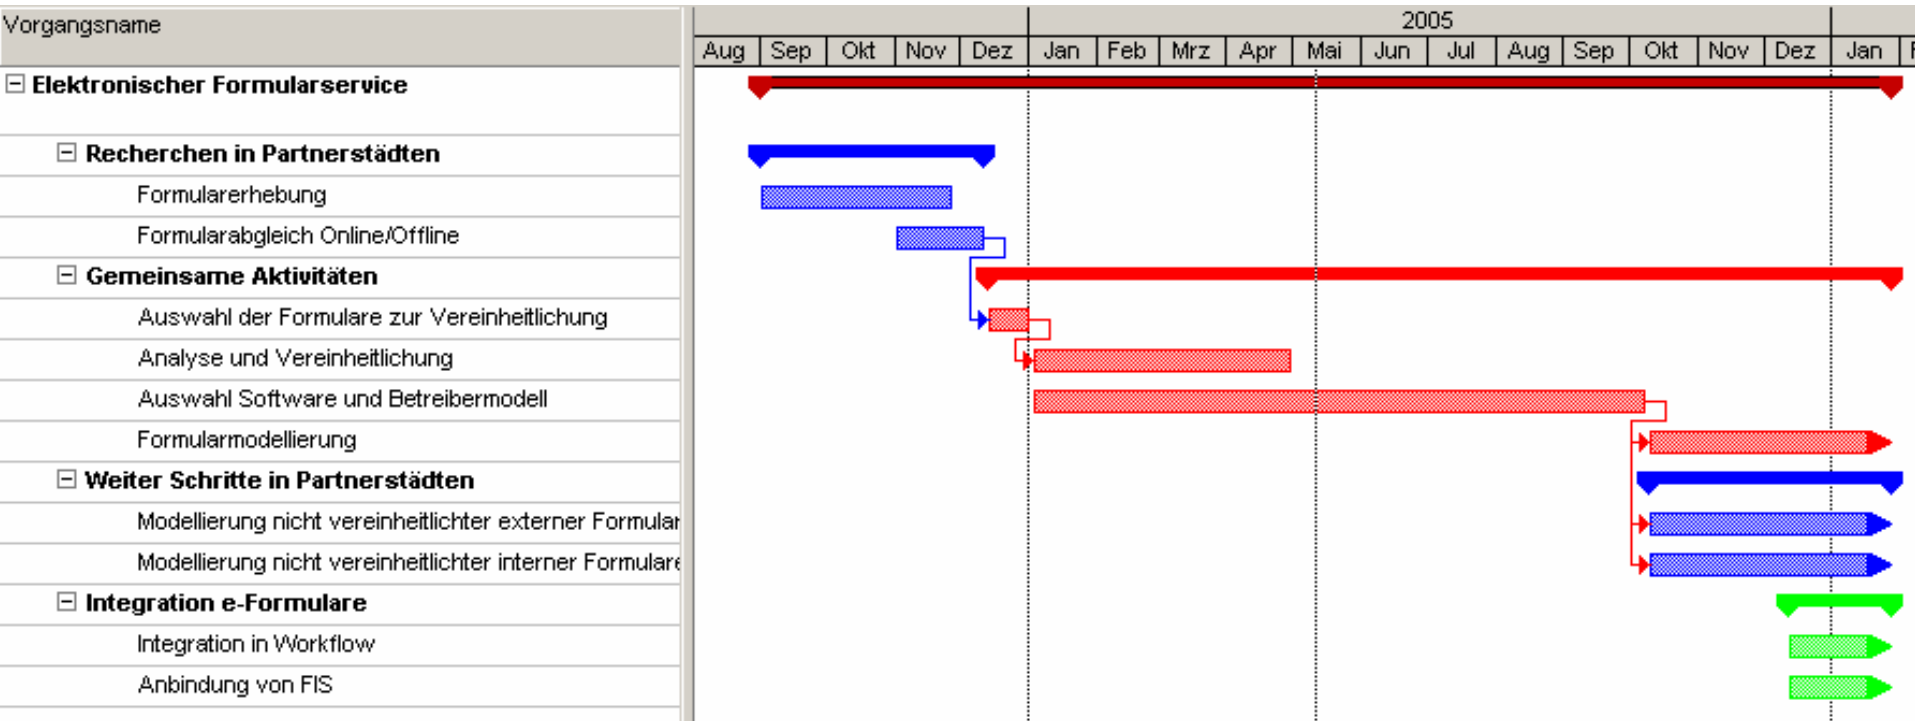 Vorgangsname
2005
Aug Sep Okt Nov Dez Jan Feb Mrz Apr Mai Jun Jul Aug Sep Okt Nov Dez Jan F
Elektronischer Formularservice
Recherchen in Partnerstädten
Formularerhebung
Formularabgleich Online/Offline
Gemeinsame Aktivitäten
Auswahl der Formulare zur Vereinheitlichung
Analyse und Vereinheitlichung
Auswahl Software und Betreibermodell
Formularmodellierung
Weiter Schritte in Partnerstädten
Modellierung nicht vereinheitlichter externer Formular
Modellierung nicht vereinheitlichter interner Formulare
Integration e-Formulare
Integration in Workflow
Anbindung von FIS